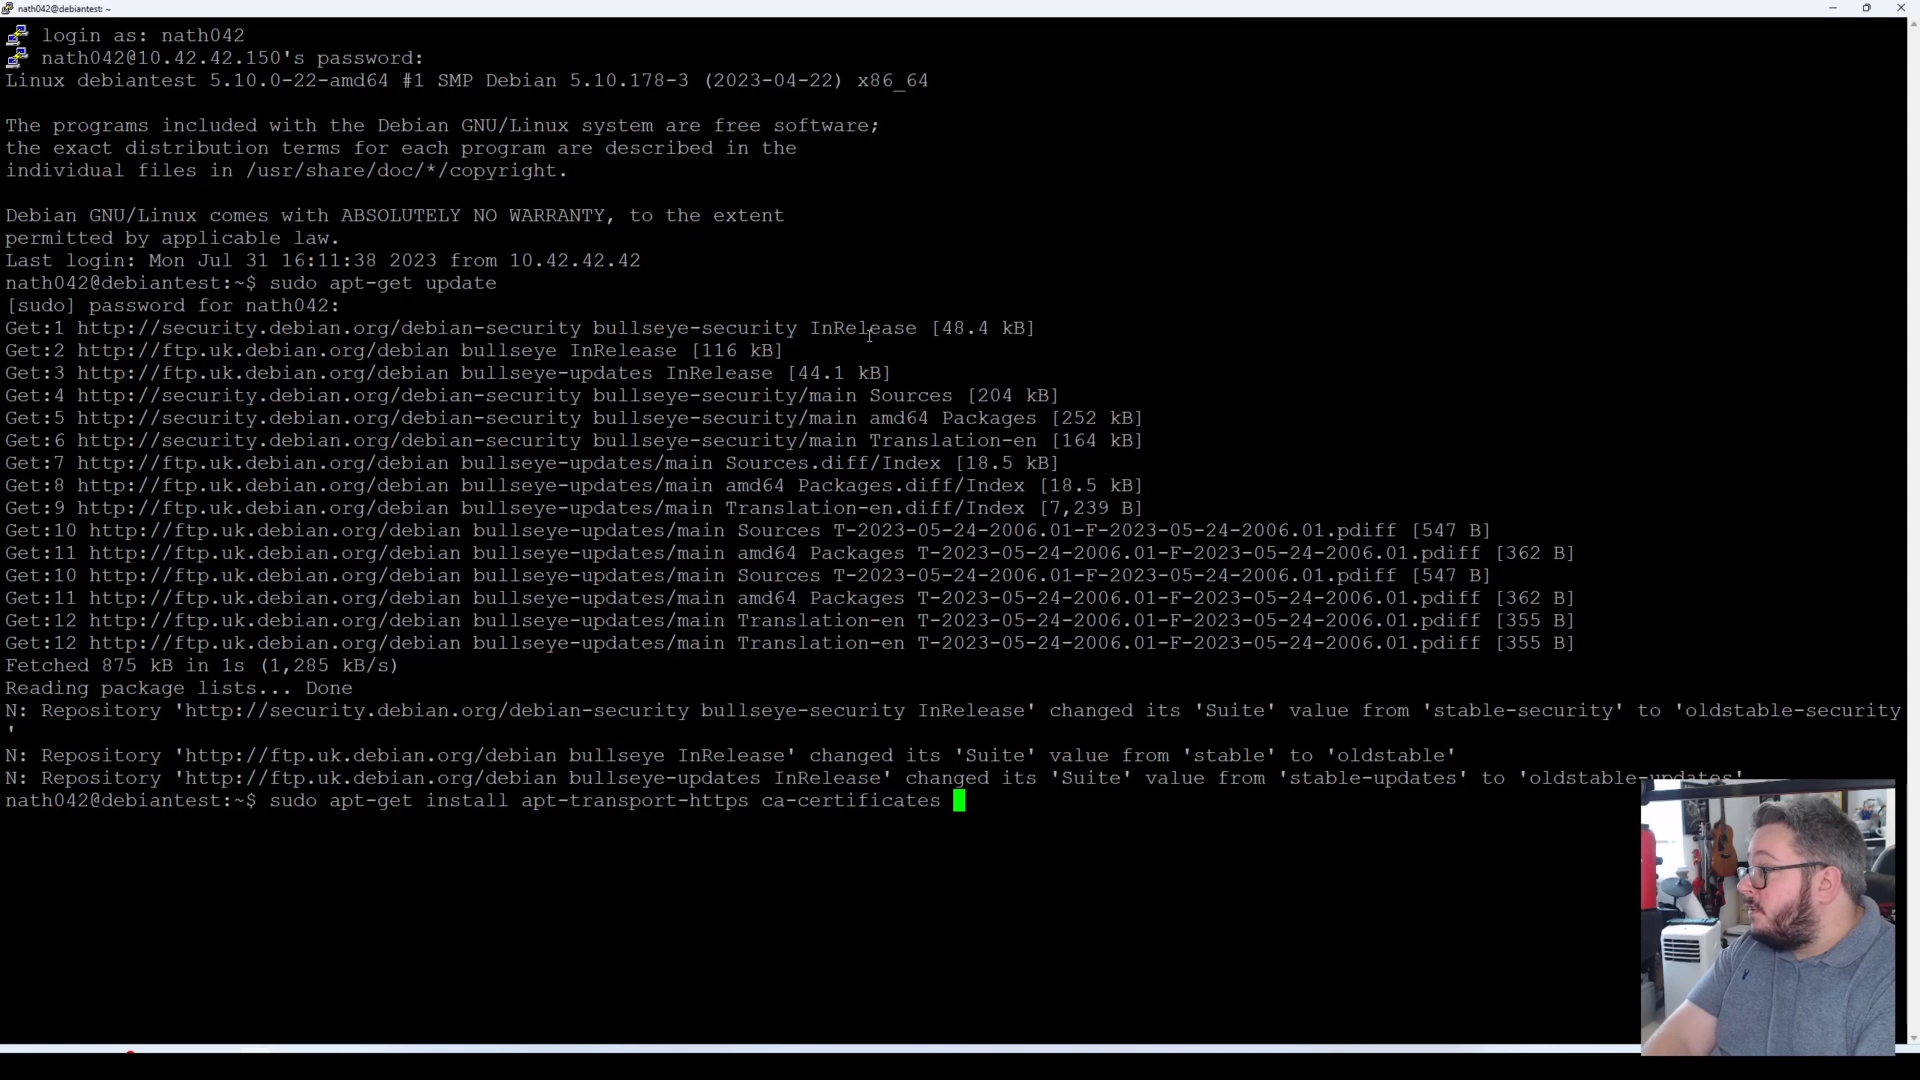 nath042@debiantest: ~
login as: nath042
nath042@10.42.42.150's password:
Linux debiantest 5.10.0-22-amd64 #1 SMP Debian 5.10.178-3 (2023-04-22) x86_64
The programs included with the Debian GNU/Linux system are free software;
the exact distribution terms for each program are described in the
individual files in /usr/share/doc/*/copyright.
Debian GNU/Linux comes with ABSOLUTELY NO WARRANTY, to the extent
permitted by applicable law.
Last login: Mon Jul 31 16:11:38 2023 from 10.42.42.42
nath042@debiantest:~$ sudo apt-get update
[sudo] password for nath042:
Get:1 http://security.debian.org/debian-security bullseye-security InRelease [48.4 kB]
Get:2 http://ftp.uk.debian.org/debian bullseye InRelease [116 kB]
Get:3 http://ftp.uk.debian.org/debian bullseye-updates InRelease [44.1 kB]
Get:4 http://security.debian.org/debian-security bullseye-security/main Sources [204 kB]
Get:5 http://security.debian.org/debian-security bullseye-security/main amd64 Packages [252 kB]
Get:6 http://security.debian.org/debian-security bullseye-security/main Translation-en [164 kB]
Get:7 http://ftp.uk.debian.org/debian bullseye-updates/main Sources.diff/Index [18.5 kB]
Get:8 http://ftp.uk.debian.org/debian bullseye-updates/main amd64 Packages.diff/Index [18.5 kB]
Get:9 http://ftp.uk.debian.org/debian bullseye-updates/main Translation-en.diff/Index [7,239 B]
Get:10 http://ftp.uk.debian.org/debian bullseye-updates/main Sources T-2023-05-24-2006.01-F-2023-05-24-2006.01.pdiff [547 B]
Get:11 http://ftp.uk.debian.org/debian bullseye-updates/main amd64 Packages T-2023-05-24-2006.01-F-2023-05-24-2006.01.pdiff [362 B]
Get:10 http://ftp.uk.debian.org/debian bullseye-updates/main Sources T-2023-05-24-2006.01-F-2023-05-24-2006.01.pdiff [547 B]
Get:11 http://ftp.uk.debian.org/debian bullseye-updates/main amd64 Packages T-2023-05-24-2006.01-F-2023-05-24-2006.01.pdiff [362 B]
Get:12 http://ftp.uk.debian.org/debian bullseye-updates/main Translation-en T-2023-05-24-2006.01-F-2023-05-24-2006.01.pdiff [355 B]
Get:12 http://ftp.uk.debian.org/debian bullseye-updates/main Translation-en T-2023-05-24-2006.01-F-2023-05-24-2006.01.pdiff [355 B]
Fetched 875 kB in 1s (1,285 kB/s)
Reading package lists... Done
N: Repository 'http://security.debian.org/debian-security bullseye-security InRelease' changed its 'Suite' value from 'stable-security' to 'oldstable-security
'
N: Repository 'http://ftp.uk.debian.org/debian bullseye InRelease' changed its 'Suite' value from 'stable' to 'oldstable'
N: Repository 'http://ftp.uk.debian.org/debian bullseye-updates InRelease' changed its 'Suite' value from 'stable-updates' to 'oldstable-updates'
nath042@debiantest:~$ sudo apt-get install apt-transport-https ca-certificates